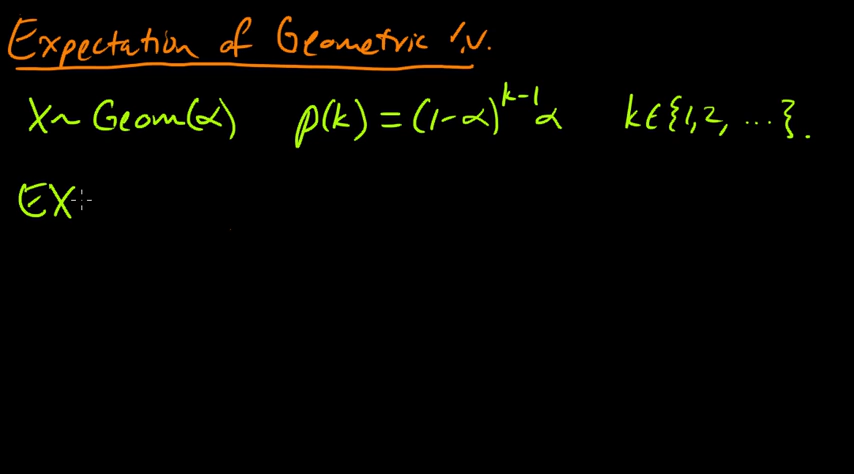 Expectation of Geometric r.v.
X~ Geom(α) p(k) = (1-α)^{k-1} α k∈{1,2, ...}.
EX